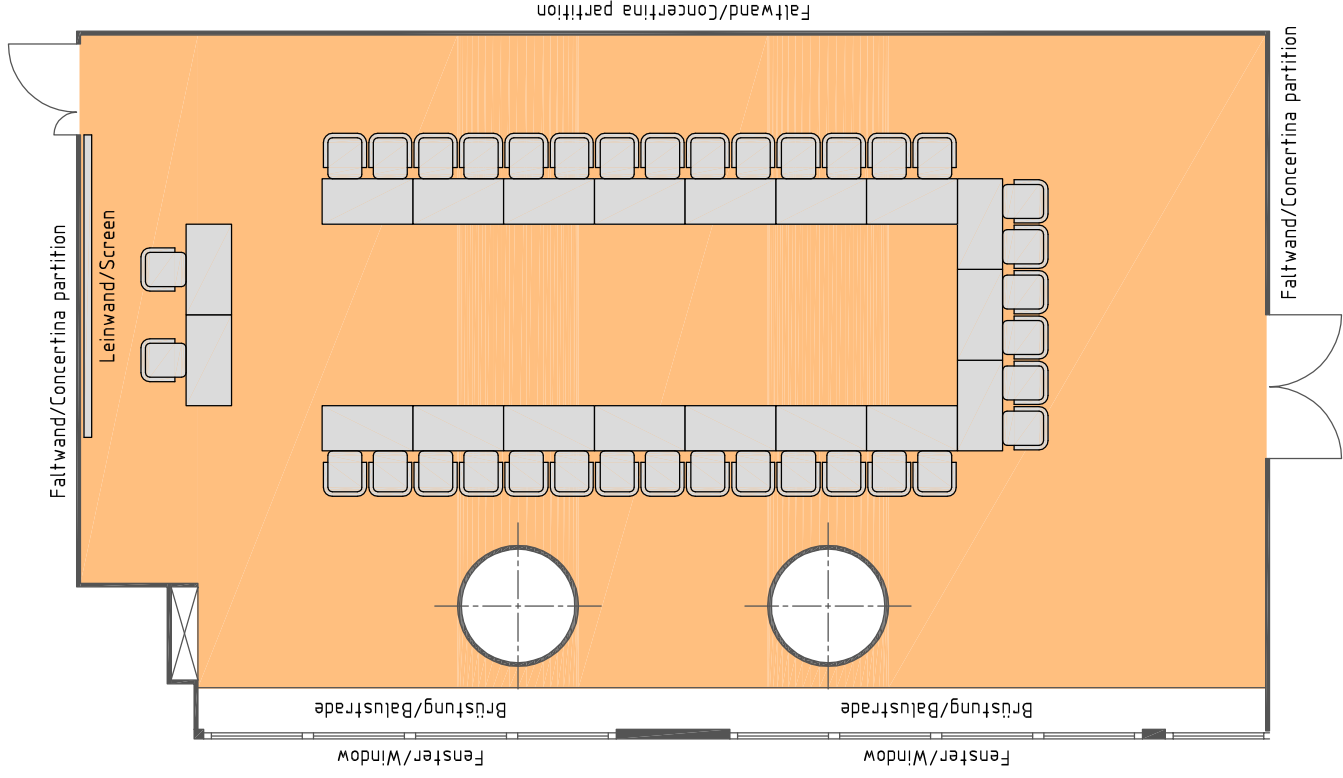 Faltwand/Concertina partition
Faltwand/Concertina partition
Leinwand/Screen
Faltwand/Concertina partition
Brüstung/Balustrade
Brüstung/Balustrade
Fenster/Window
Fenster/Window